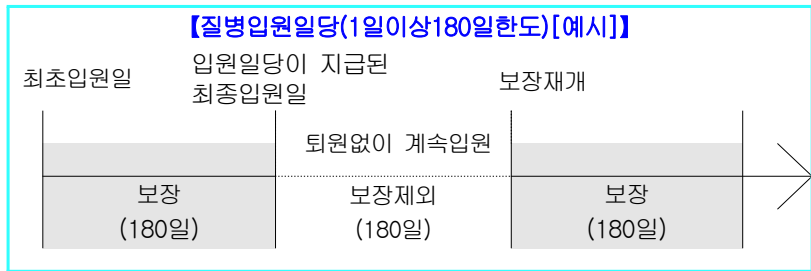 【질병입원일당(1일이상180일한도)[예시]】
최초입원일
입원일당이 지급된
최종입원일
보장재개
퇴원없이 계속입원
보장
(180일)
보장제외
(180일)
보장
(180일)